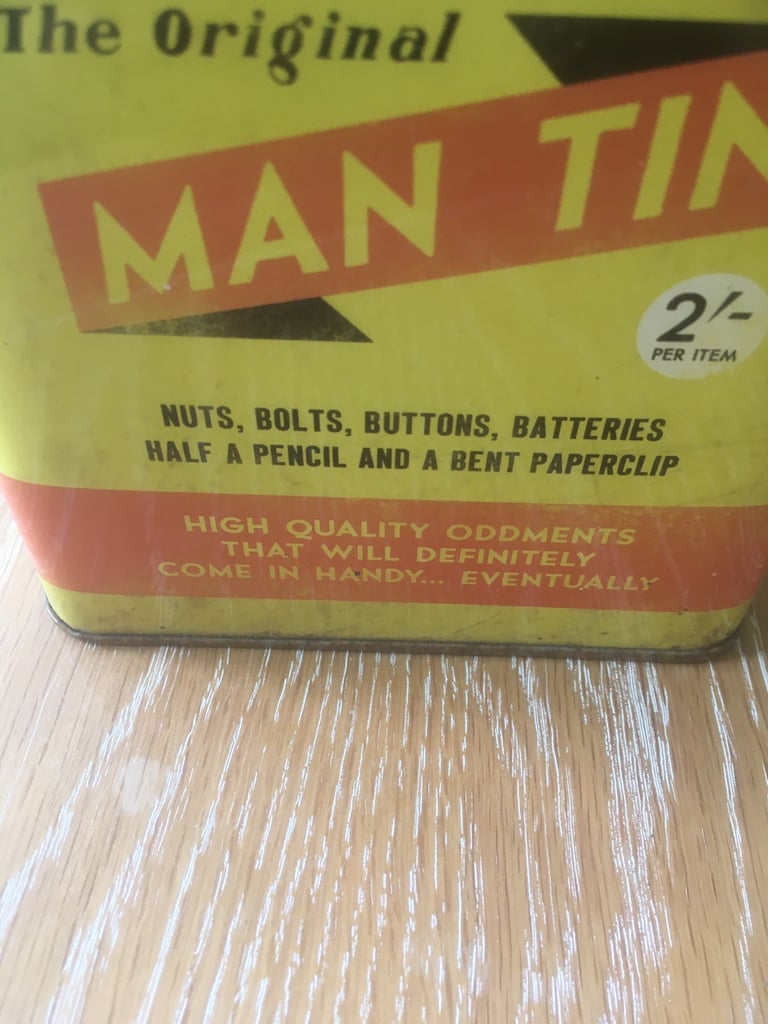 The Original
MAN TIN
2/-
PER ITEM
NUTS, BOLTS, BUTTONS, BATTERIES
HALF A PENCIL AND A BENT PAPERCLIP
HIGH QUALITY ODDMENTS
THAT WILL DEFINITELY
COME IN HANDY... EVENTUALLY